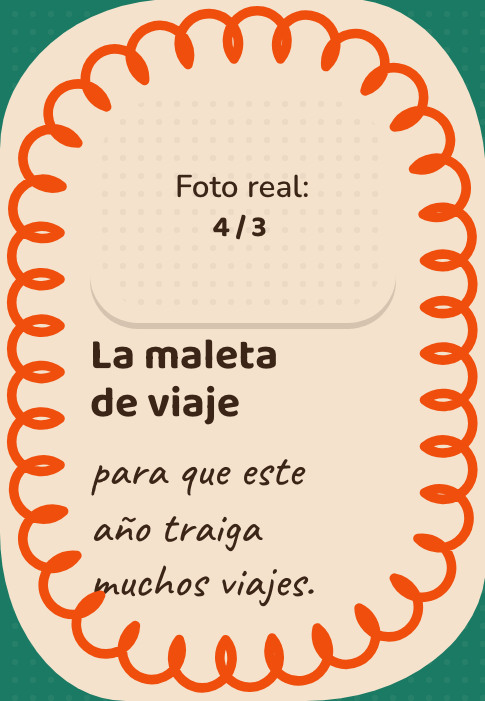 Foto real:
4 / 3
La maleta
de viaje
para que este
año traiga
muchos viajes.